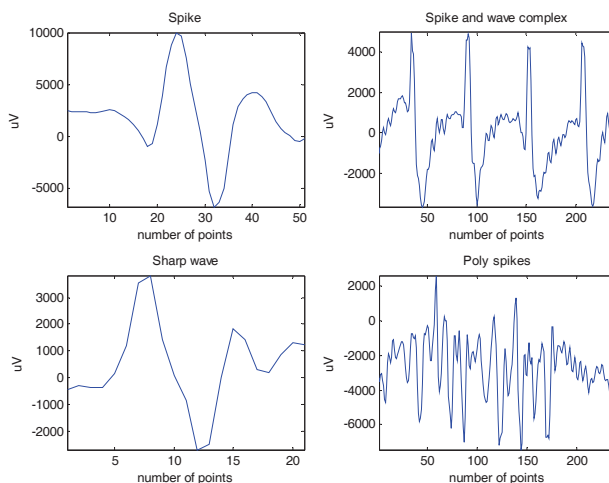 Spike
10000
5000
0
-5000
uV
10 20 30 40 50
number of points
Spike and wave complex
4000
2000
0
-2000
uV
50 100 150 200
number of points
Sharp wave
3000
2000
1000
0
-1000
-2000
uV
5 10 15 20
number of points
Poly spikes
2000
0
-2000
-4000
-6000
uV
50 100 150 200
number of points